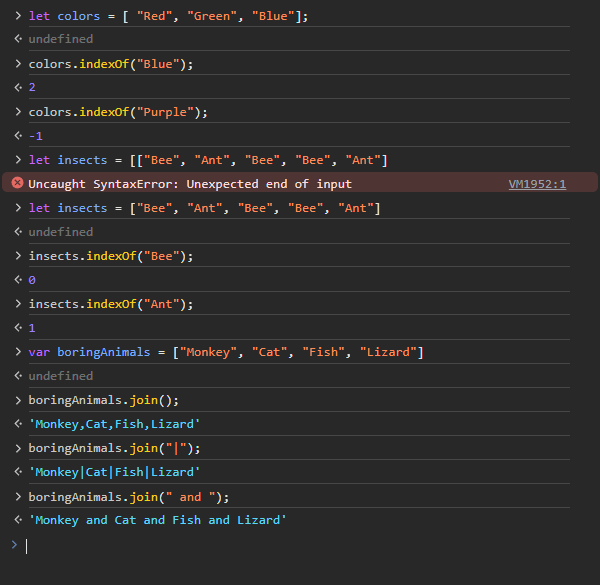 > let colors = [ "Red", "Green", "Blue"];
< undefined
> colors.indexOf("Blue");
< 2
> colors.indexOf("Purple");
< -1
> let insects = [["Bee", "Ant", "Bee", "Bee", "Ant"]
Uncaught SyntaxError: Unexpected end of input VM1952:1
> let insects = ["Bee", "Ant", "Bee", "Bee", "Ant"]
< undefined
> insects.indexOf("Bee");
< 0
> insects.indexOf("Ant");
< 1
> var boringAnimals = ["Monkey", "Cat", "Fish", "Lizard"]
< undefined
> boringAnimals.join();
< 'Monkey,Cat,Fish,Lizard'
> boringAnimals.join("|");
< 'Monkey|Cat|Fish|Lizard'
> boringAnimals.join(" and ");
< 'Monkey and Cat and Fish and Lizard'
>